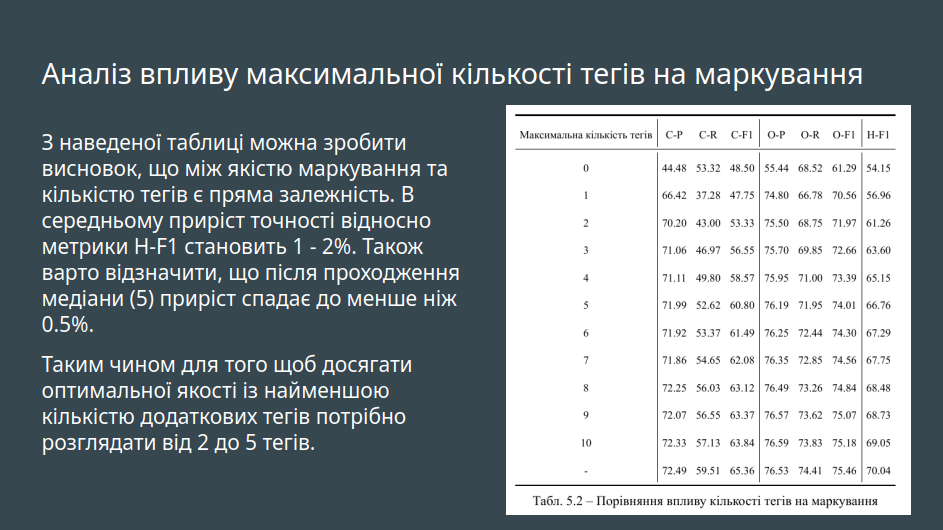 Аналіз впливу максимальної кількості тегів на маркування
З наведеної таблиці можна зробити
висновок, що між якістю маркування та
кількістю тегів є пряма залежність. В
середньому приріст точності відносно
метрики H-F1 становить 1 - 2%. Також
варто відзначити, що після проходження
медіани (5) приріст спадає до менше ніж
0.5%.
Таким чином для того щоб досягати
оптимальної якості із найменшою
кількістю додаткових тегів потрібно
розглядати від 2 до 5 тегів.
Максимальна кількість тегів C-P C-R C-F1 O-P O-R O-F1 H-F1
0 44.48 53.32 48.50 55.44 68.52 61.29 54.15
1 66.42 37.28 47.75 74.80 66.78 70.56 56.96
2 70.20 43.00 53.33 75.50 68.75 71.97 61.26
3 71.06 46.97 56.55 75.70 69.85 72.66 63.60
4 71.11 49.80 58.57 75.95 71.00 73.39 65.15
5 71.99 52.62 60.80 76.19 71.95 74.01 66.76
6 71.92 53.37 61.49 76.25 72.44 74.30 67.29
7 71.86 54.65 62.08 76.35 72.85 74.56 67.75
8 72.25 56.03 63.12 76.49 73.26 74.84 68.48
9 72.07 56.55 63.37 76.57 73.62 75.07 68.73
10 72.33 57.13 63.84 76.59 73.83 75.18 69.05
- 72.49 59.51 65.36 76.53 74.41 75.46 70.04
Табл. 5.2 – Порівняння впливу кількості тегів на маркування